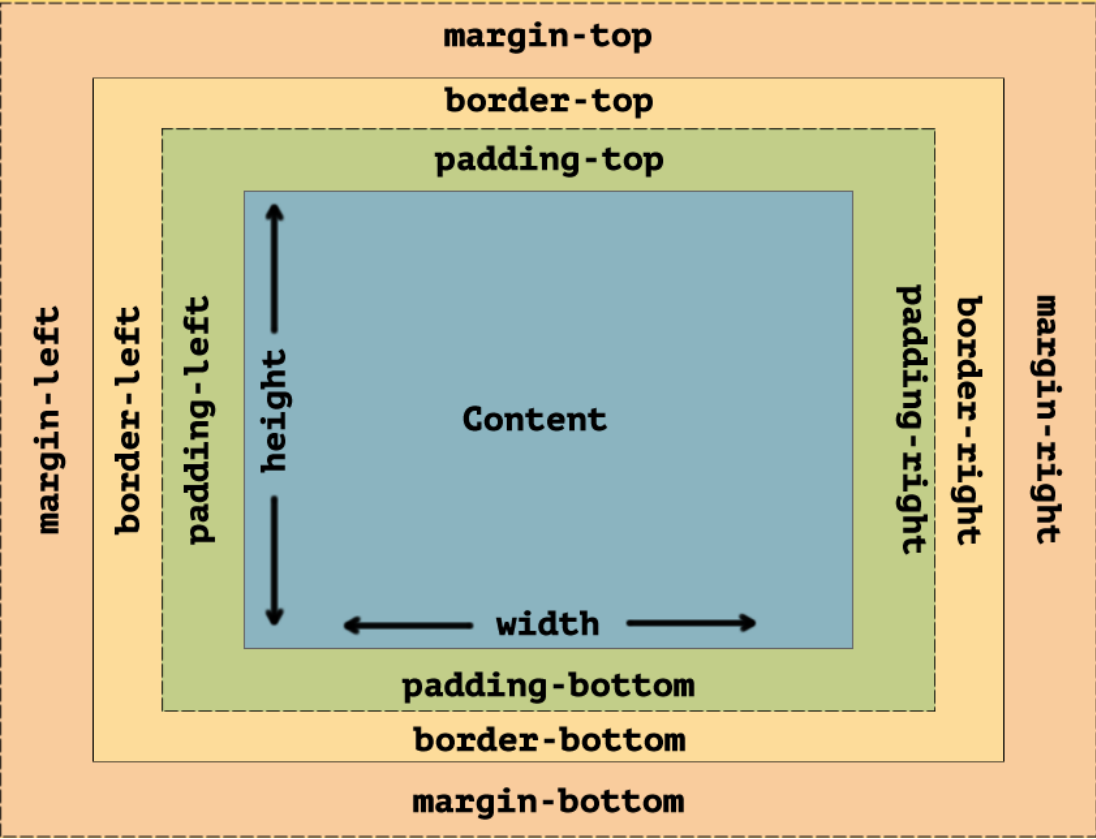 margin-top
border-top
padding-top
margin-left
border-left
padding-left
height
Content
padding-right
border-right
margin-right
width
padding-bottom
border-bottom
margin-bottom